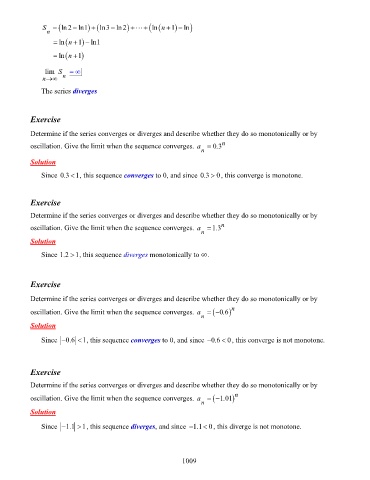 S_n = (ln 2 − ln 1) + (ln 3 − ln 2) + ⋯ + (ln(n + 1) − ln)
= ln(n + 1) − ln 1
= ln(n + 1)
lim_{n→∞} S_n = ∞|
The series diverges
Exercise
Determine if the series converges or diverges and describe whether they do so monotonically or by
oscillation. Give the limit when the sequence converges. a_n = 0.3^n
Solution
Since 0.3 < 1, this sequence converges to 0, and since 0.3 > 0, this converge is monotone.
Exercise
Determine if the series converges or diverges and describe whether they do so monotonically or by
oscillation. Give the limit when the sequence converges. a_n = 1.3^n
Solution
Since 1.2 > 1, this sequence diverges monotonically to ∞.
Exercise
Determine if the series converges or diverges and describe whether they do so monotonically or by
oscillation. Give the limit when the sequence converges. a_n = (−0.6)^n
Solution
Since |−0.6| < 1, this sequence converges to 0, and since −0.6 < 0, this converge is not monotone.
Exercise
Determine if the series converges or diverges and describe whether they do so monotonically or by
oscillation. Give the limit when the sequence converges. a_n = (−1.01)^n
Solution
Since |−1.1| > 1, this sequence diverges, and since −1.1 < 0, this diverge is not monotone.
1009